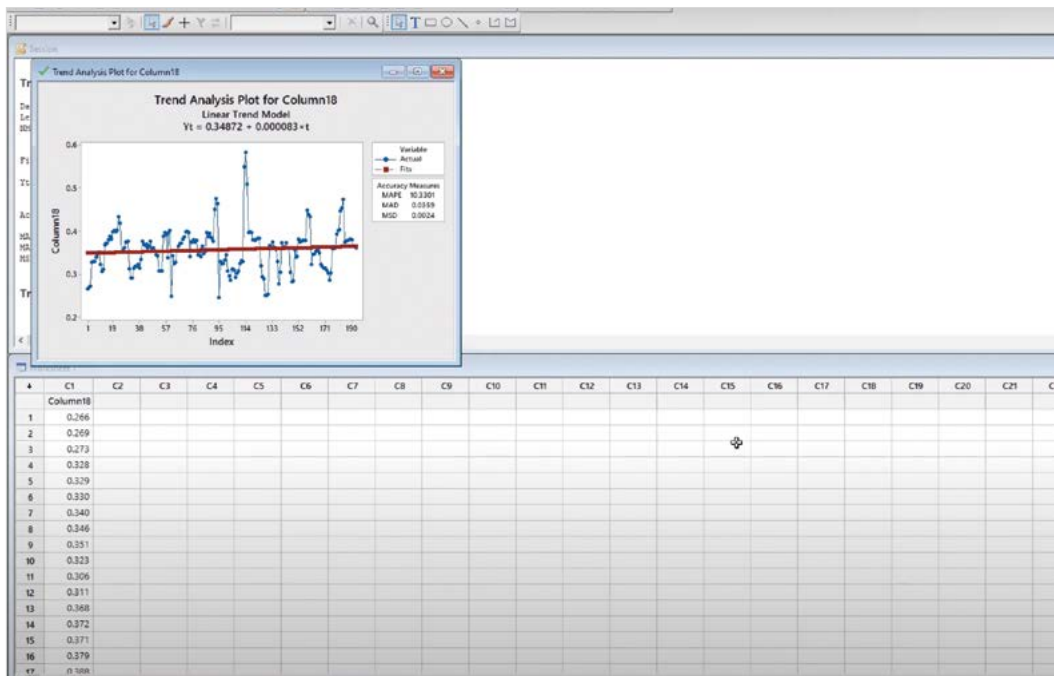 Session
Trend Analysis Plot for Column18
Trend Analysis Plot for Column18
Linear Trend Model
Yt = 0.34872 + 0.000083×t
Variable
Actual
Fits
Accuracy Measures
MAPE 10.3301
MAD 0.0359
MSD 0.0024
Column18
0.6
0.5
0.4
0.3
0.2
1 19 38 57 76 95 114 133 152 171 190
Index
C1 C2 C3 C4 C5 C6 C7 C8 C9 C10 C11 C12 C13 C14 C15 C16 C17 C18 C19 C20 C21
Column18
1 0.266
2 0.269
3 0.273
4 0.328
5 0.329
6 0.330
7 0.340
8 0.346
9 0.351
10 0.323
11 0.306
12 0.311
13 0.368
14 0.372
15 0.371
16 0.379
17 0.388